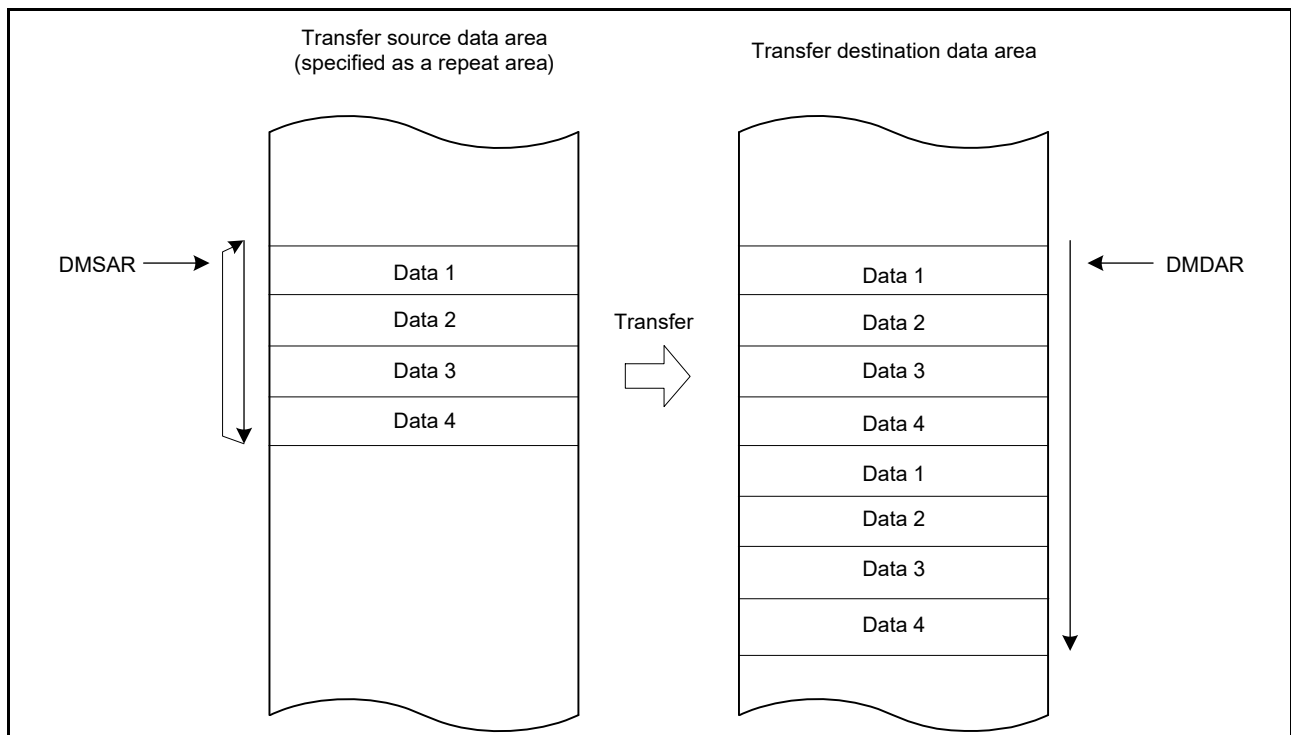 Transfer source data area
(specified as a repeat area)
Transfer destination data area
DMSAR
Data 1
Data 2
Data 3
Data 4
Transfer
Data 1
Data 2
Data 3
Data 4
Data 1
Data 2
Data 3
Data 4
DMDAR